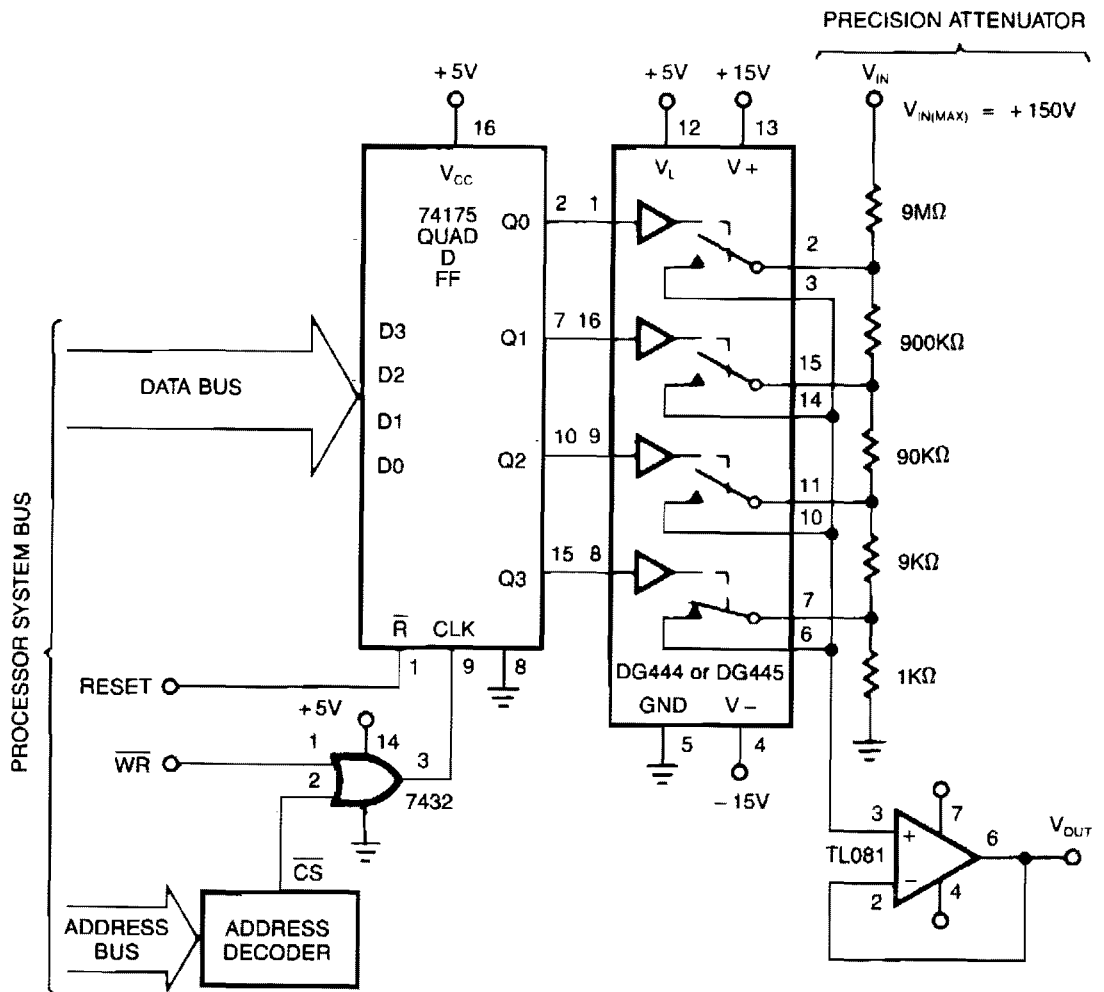 PRECISION ATTENUATOR
+5V
+5V
+15V
V_IN
V_IN(MAX) = +150V
16
12
13
V_CC
V_L
V+
74175
QUAD
D
FF
Q0
2
1
2
3
9MΩ
D3
D2
D1
D0
Q1
7
16
15
14
900KΩ
DATA BUS
Q2
10
9
11
10
90KΩ
Q3
15
8
7
6
9KΩ
R̅
CLK
1
9
8
DG444 or DG445
GND
V−
5
4
−15V
1KΩ
PROCESSOR SYSTEM BUS
RESET
+5V
W̅R̅
1
2
14
3
7432
C̅S̅
ADDRESS
BUS
ADDRESS
DECODER
3
+
7
TL081
6
V_OUT
−
2
4